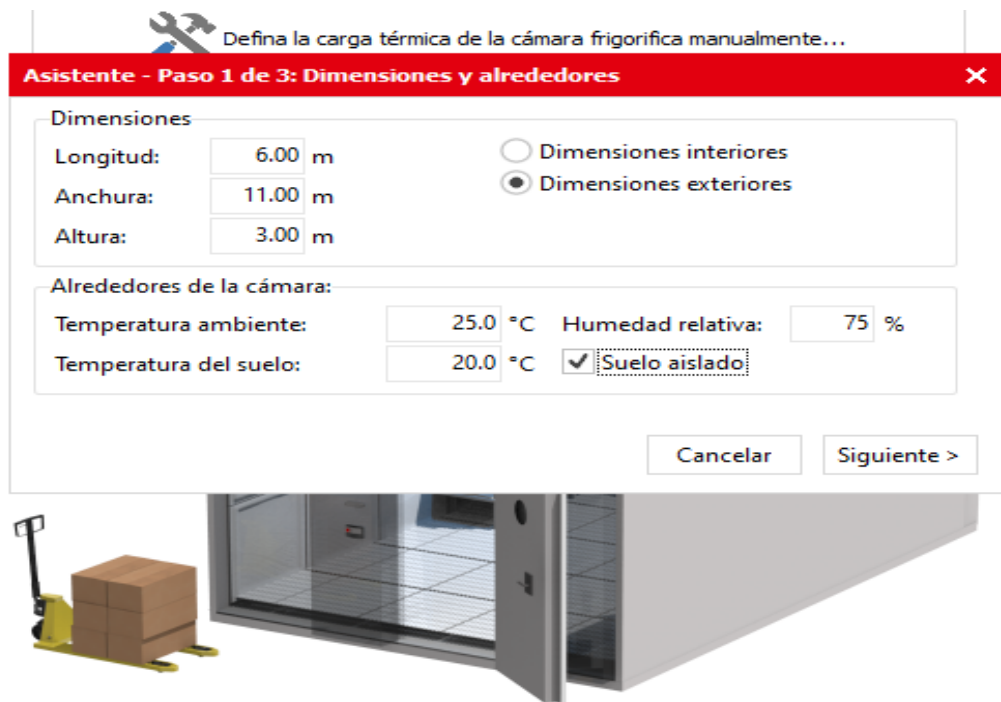 Defina la carga térmica de la cámara frigorifica manualmente...
Asistente - Paso 1 de 3: Dimensiones y alrededores
Dimensiones
Longitud: 6.00 m
Dimensiones interiores
Anchura: 11.00 m
Dimensiones exteriores
Altura: 3.00 m
Alrededores de la cámara:
Temperatura ambiente: 25.0 °C Humedad relativa: 75 %
Temperatura del suelo: 20.0 °C Suelo aislado
Cancelar Siguiente >